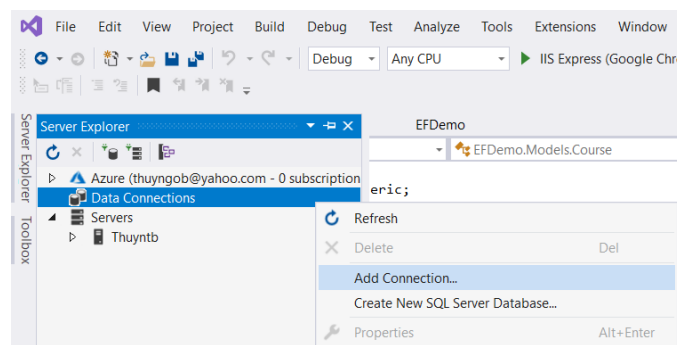 File Edit View Project Build Debug Test Analyze Tools Extensions Window
Debug Any CPU IIS Express (Google Chr
Server Explorer
Toolbox
Server Explorer
EFDemo
EFDemo.Models.Course
Azure (thuyngob@yahoo.com - 0 subscription
eric;
Data Connections
Servers
Thuyntb
Refresh
Delete Del
Add Connection...
Create New SQL Server Database...
Properties Alt+Enter